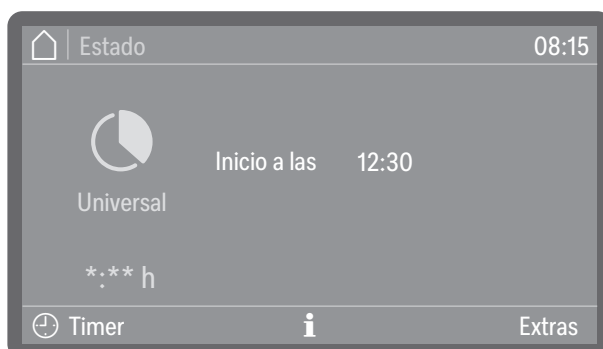 Estado 08:15
Inicio a las 12:30
Universal
*:** h
Timer i Extras